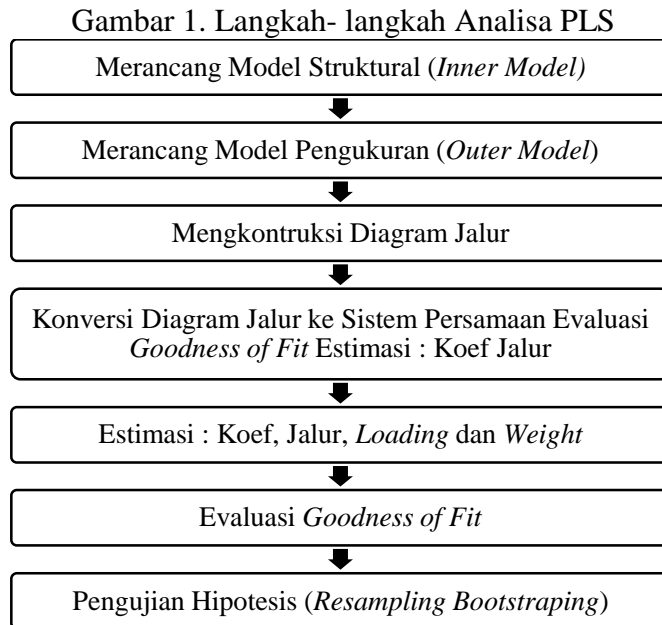 Gambar 1. Langkah- langkah Analisa PLS
Merancang Model Struktural (Inner Model)
Merancang Model Pengukuran (Outer Model)
Mengkontruksi Diagram Jalur
Konversi Diagram Jalur ke Sistem Persamaan Evaluasi
Goodness of Fit Estimasi : Koef Jalur
Estimasi : Koef, Jalur, Loading dan Weight
Evaluasi Goodness of Fit
Pengujian Hipotesis (Resampling Bootstraping)